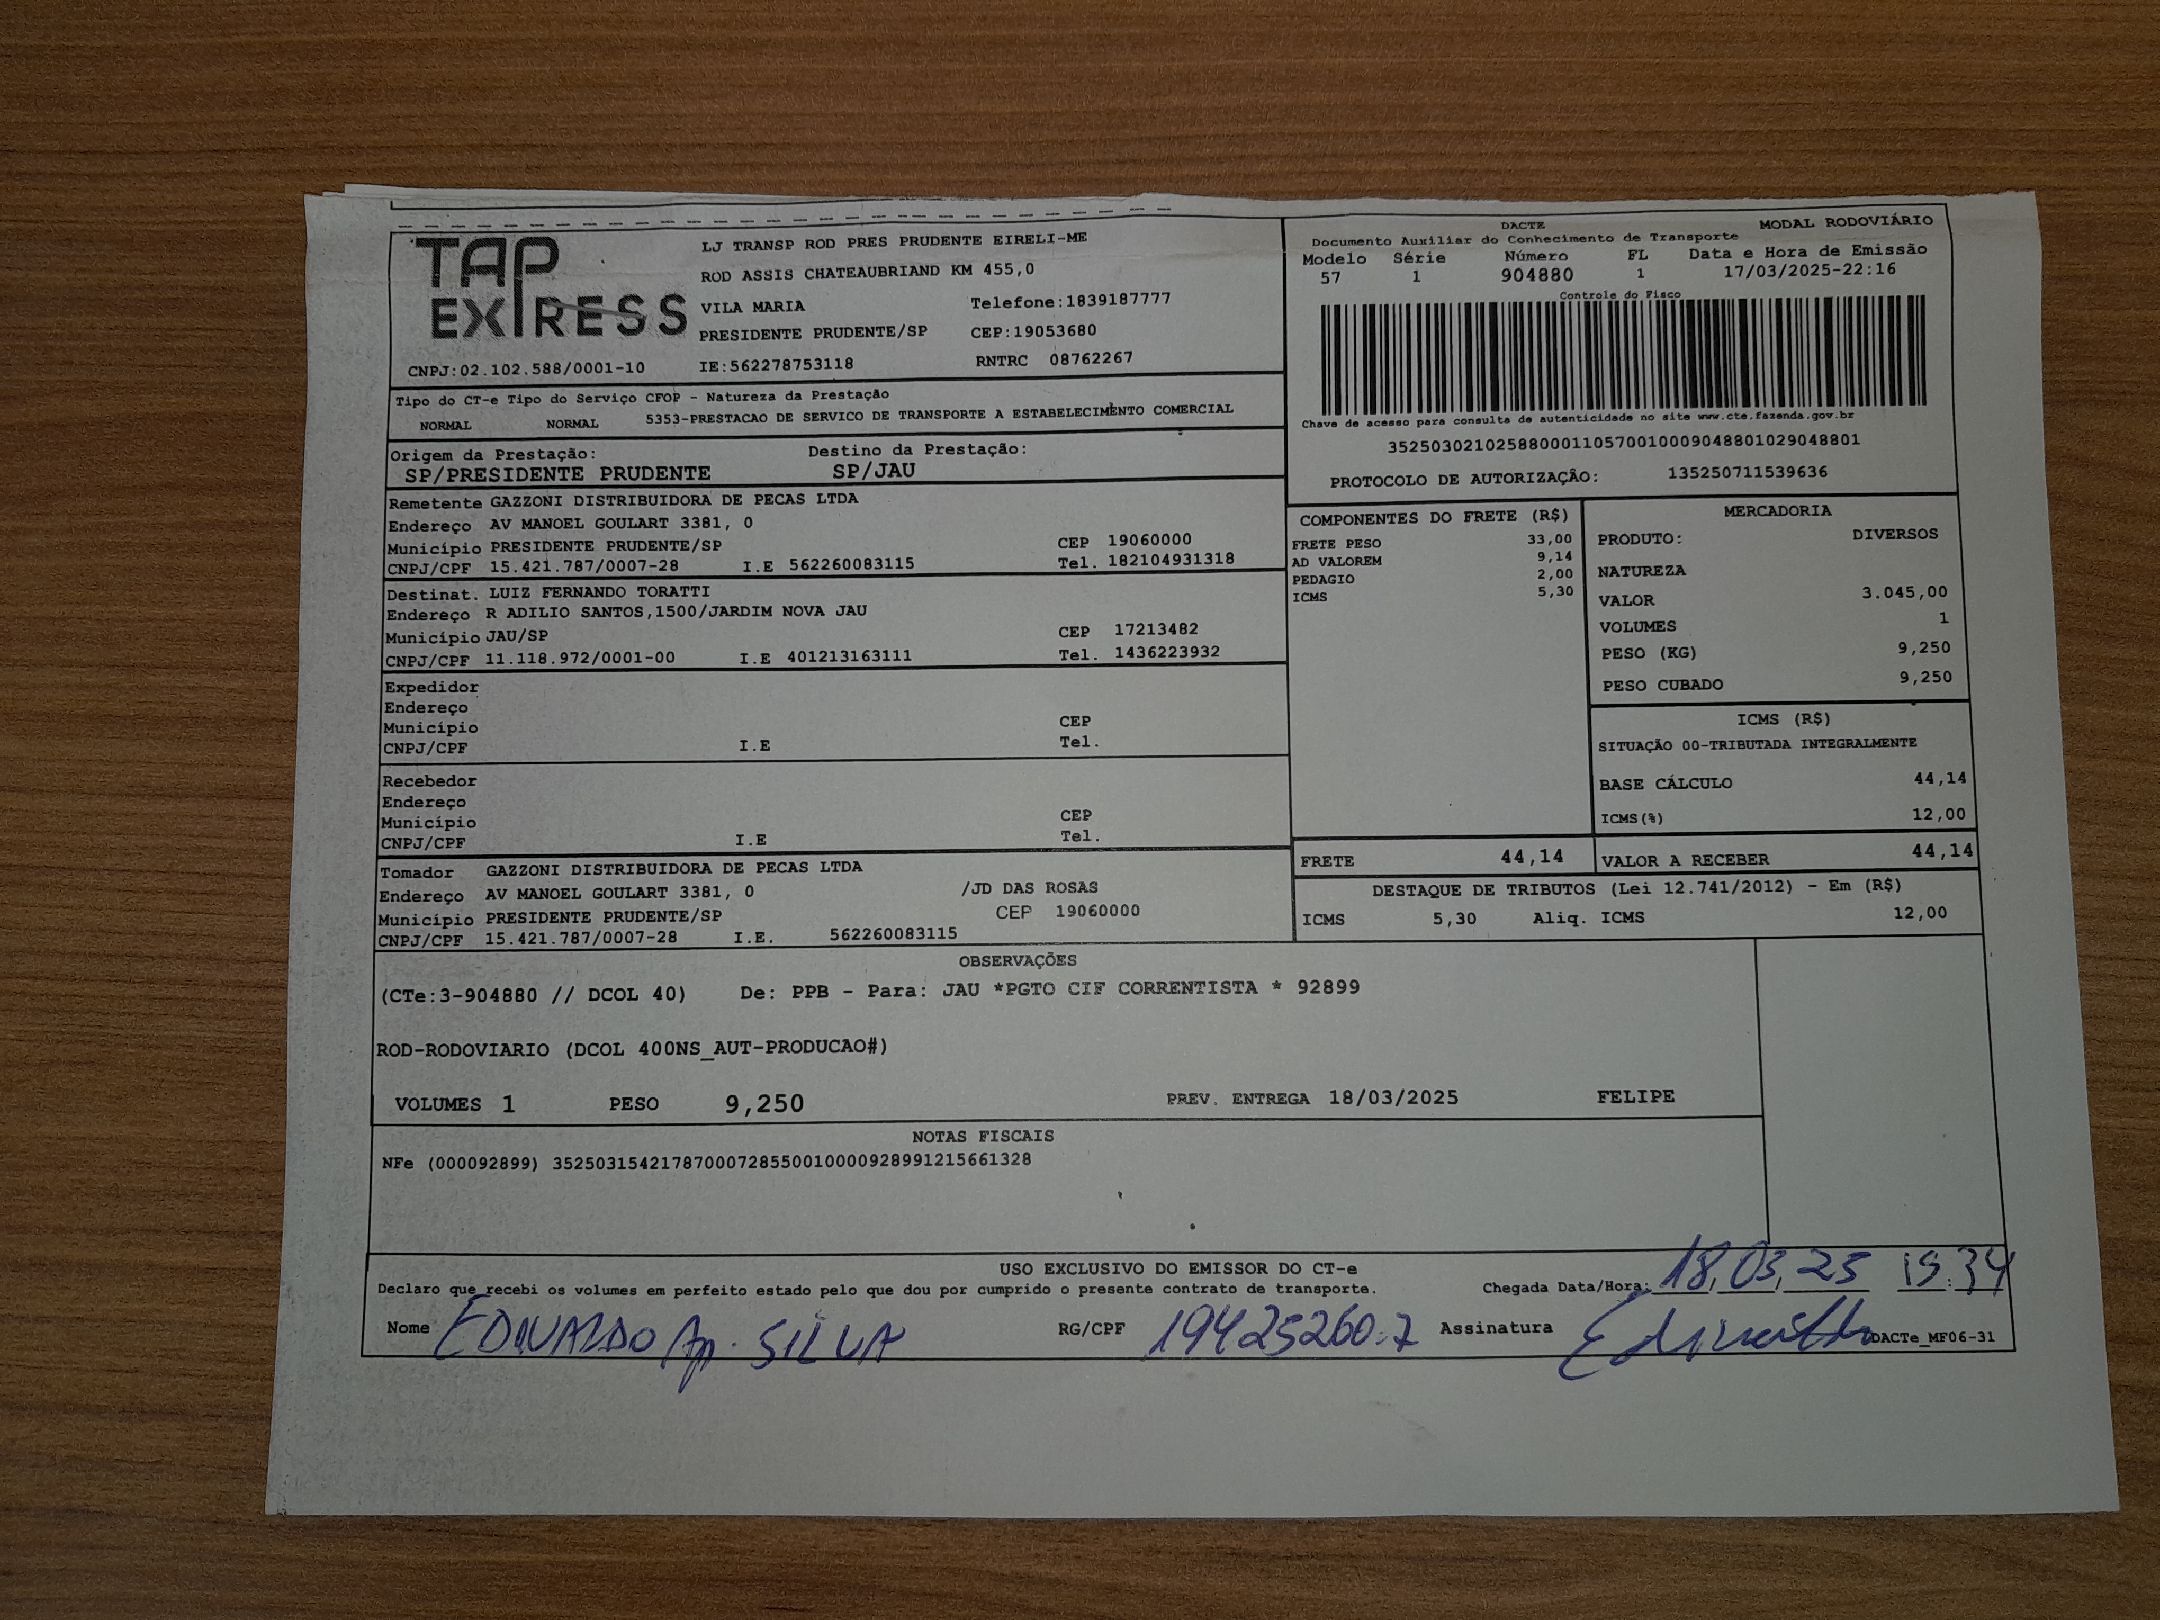 TAP EXPRESS
LJ TRANSP ROD PRES PRUDENTE EIRELI-ME
ROD ASSIS CHATEAUBRIAND KM 455,0
VILA MARIA Telefone:1839187777
PRESIDENTE PRUDENTE/SP CEP:19053680
CNPJ:02.102.588/0001-10 IE:562278753118 RNTRC 08762267
DACTE MODAL RODOVIÁRIO
Documento Auxiliar do Conhecimento de Transporte
Modelo Série Número FL Data e Hora de Emissão
57 1 904880 1 17/03/2025-22:16
Controle do Fisco
Chave de acesso para consulta de autenticidade no site www.cte.fazenda.gov.br
35250302102588000110570010009048801029048801
PROTOCOLO DE AUTORIZAÇÃO: 135250711539636
Tipo do CT-e Tipo do Serviço CFOP - Natureza da Prestação
NORMAL NORMAL 5353-PRESTACAO DE SERVICO DE TRANSPORTE A ESTABELECIMENTO COMERCIAL
Origem da Prestação: Destino da Prestação:
SP/PRESIDENTE PRUDENTE SP/JAU
Remetente GAZZONI DISTRIBUIDORA DE PECAS LTDA
Endereço AV MANOEL GOULART 3381, 0
Município PRESIDENTE PRUDENTE/SP CEP 19060000
CNPJ/CPF 15.421.787/0007-28 I.E 562260083115 Tel. 182104931318
Destinat. LUIZ FERNANDO TORATTI
Endereço R ADILIO SANTOS,1500/JARDIM NOVA JAU
Município JAU/SP CEP 17213482
CNPJ/CPF 11.118.972/0001-00 I.E 401213163111 Tel. 1436223932
Expedidor
Endereço
Município CEP
CNPJ/CPF I.E Tel.
Recebedor
Endereço
Município CEP
CNPJ/CPF I.E Tel.
Tomador GAZZONI DISTRIBUIDORA DE PECAS LTDA
Endereço AV MANOEL GOULART 3381, 0 /JD DAS ROSAS
Município PRESIDENTE PRUDENTE/SP CEP 19060000
CNPJ/CPF 15.421.787/0007-28 I.E. 562260083115
COMPONENTES DO FRETE (R$)
FRETE PESO 33,00
AD VALOREM 9,14
PEDAGIO 2,00
ICMS 5,30
MERCADORIA
PRODUTO: DIVERSOS
NATUREZA
VALOR 3.045,00
VOLUMES 1
PESO (KG) 9,250
PESO CUBADO 9,250
ICMS (R$)
SITUAÇÃO 00-TRIBUTADA INTEGRALMENTE
BASE CÁLCULO 44,14
ICMS(%) 12,00
FRETE 44,14 VALOR A RECEBER 44,14
DESTAQUE DE TRIBUTOS (Lei 12.741/2012) - Em (R$)
ICMS 5,30 Aliq. ICMS 12,00
OBSERVAÇÕES
(CTe:3-904880 // DCOL 40) De: PPB - Para: JAU *PGTO CIF CORRENTISTA * 92899
ROD-RODOVIARIO (DCOL 400NS_AUT-PRODUCAO#)
VOLUMES 1 PESO 9,250 PREV. ENTREGA 18/03/2025 FELIPE
NOTAS FISCAIS
NFe (000092899) 35250315421787000728550010000928991215661328
USO EXCLUSIVO DO EMISSOR DO CT-e
Declaro que recebi os volumes em perfeito estado pelo que dou por cumprido o presente contrato de transporte. Chegada Data/Hora: 18,03,25 15:34
Nome EDIVALDO Ap. SILVA RG/CPF 19425260-7 Assinatura DACTe_MF06-31